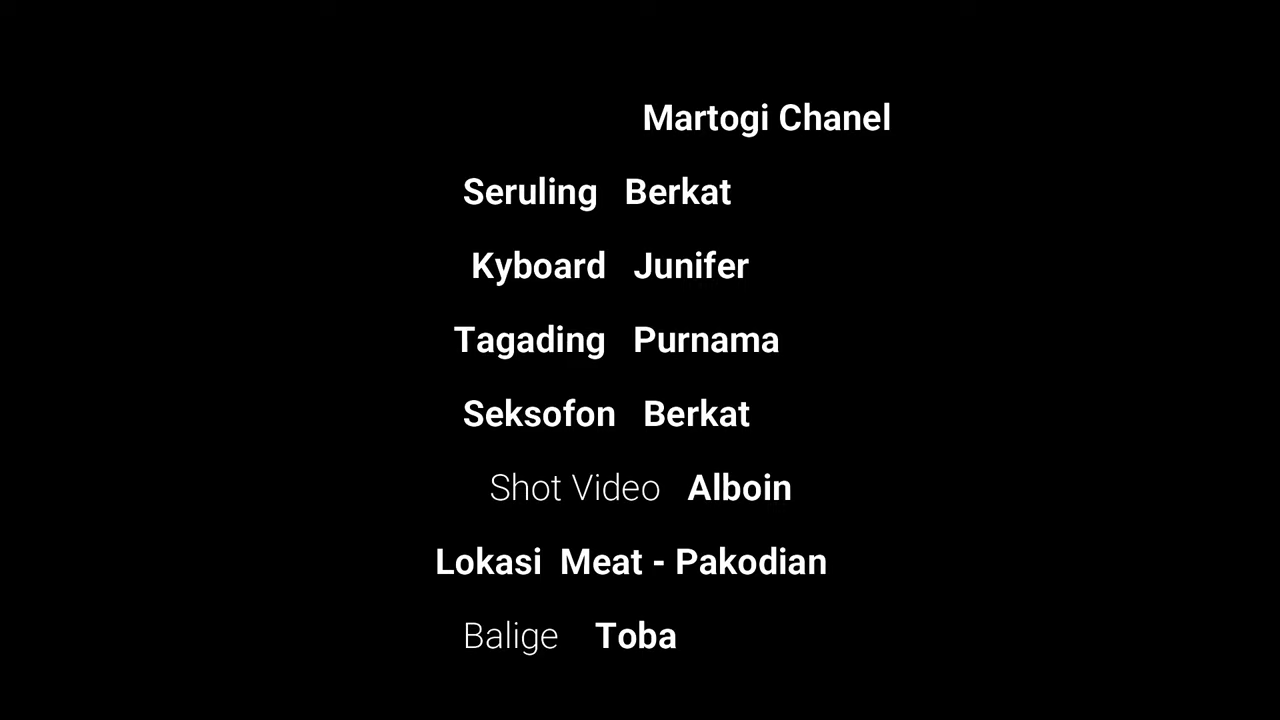 Martogi Chanel
Seruling Berkat
Kyboard Junifer
Tagading Purnama
Seksofon Berkat
Shot Video Alboin
Lokasi Meat - Pakodian
Balige Toba